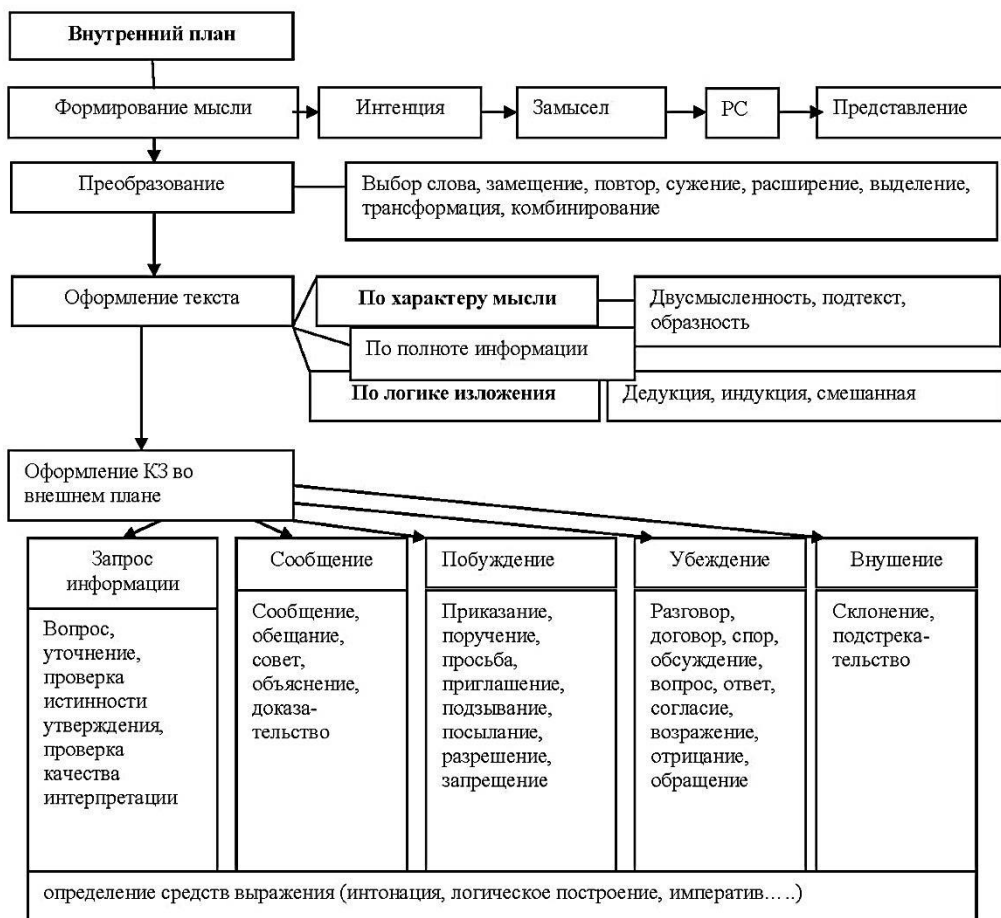 Внутренний план
Формирование мысли
Интенция
Замысел
РС
Представление
Преобразование
Выбор слова, замещение, повтор, сужение, расширение, выделение,
трансформация, комбинирование
Оформление текста
По характеру мысли
Двусмысленность, подтекст,
образность
По полноте информации
По логике изложения
Дедукция, индукция, смешанная
Оформление КЗ во
внешнем плане
Запрос
информации
Вопрос,
уточнение,
проверка
истинности
утверждения,
проверка
качества
интерпретации
Сообщение
Сообщение,
обещание,
совет,
объяснение,
доказа-
тельство
Побуждение
Приказание,
поручение,
просьба,
приглашение,
подзывание,
посылание,
разрешение,
запрещение
Убеждение
Разговор,
договор, спор,
обсуждение,
вопрос, ответ,
согласие,
возражение,
отрицание,
обращение
Внушение
Склонение,
подстрека-
тельство
определение средств выражения (интонация, логическое построение, императив…..)